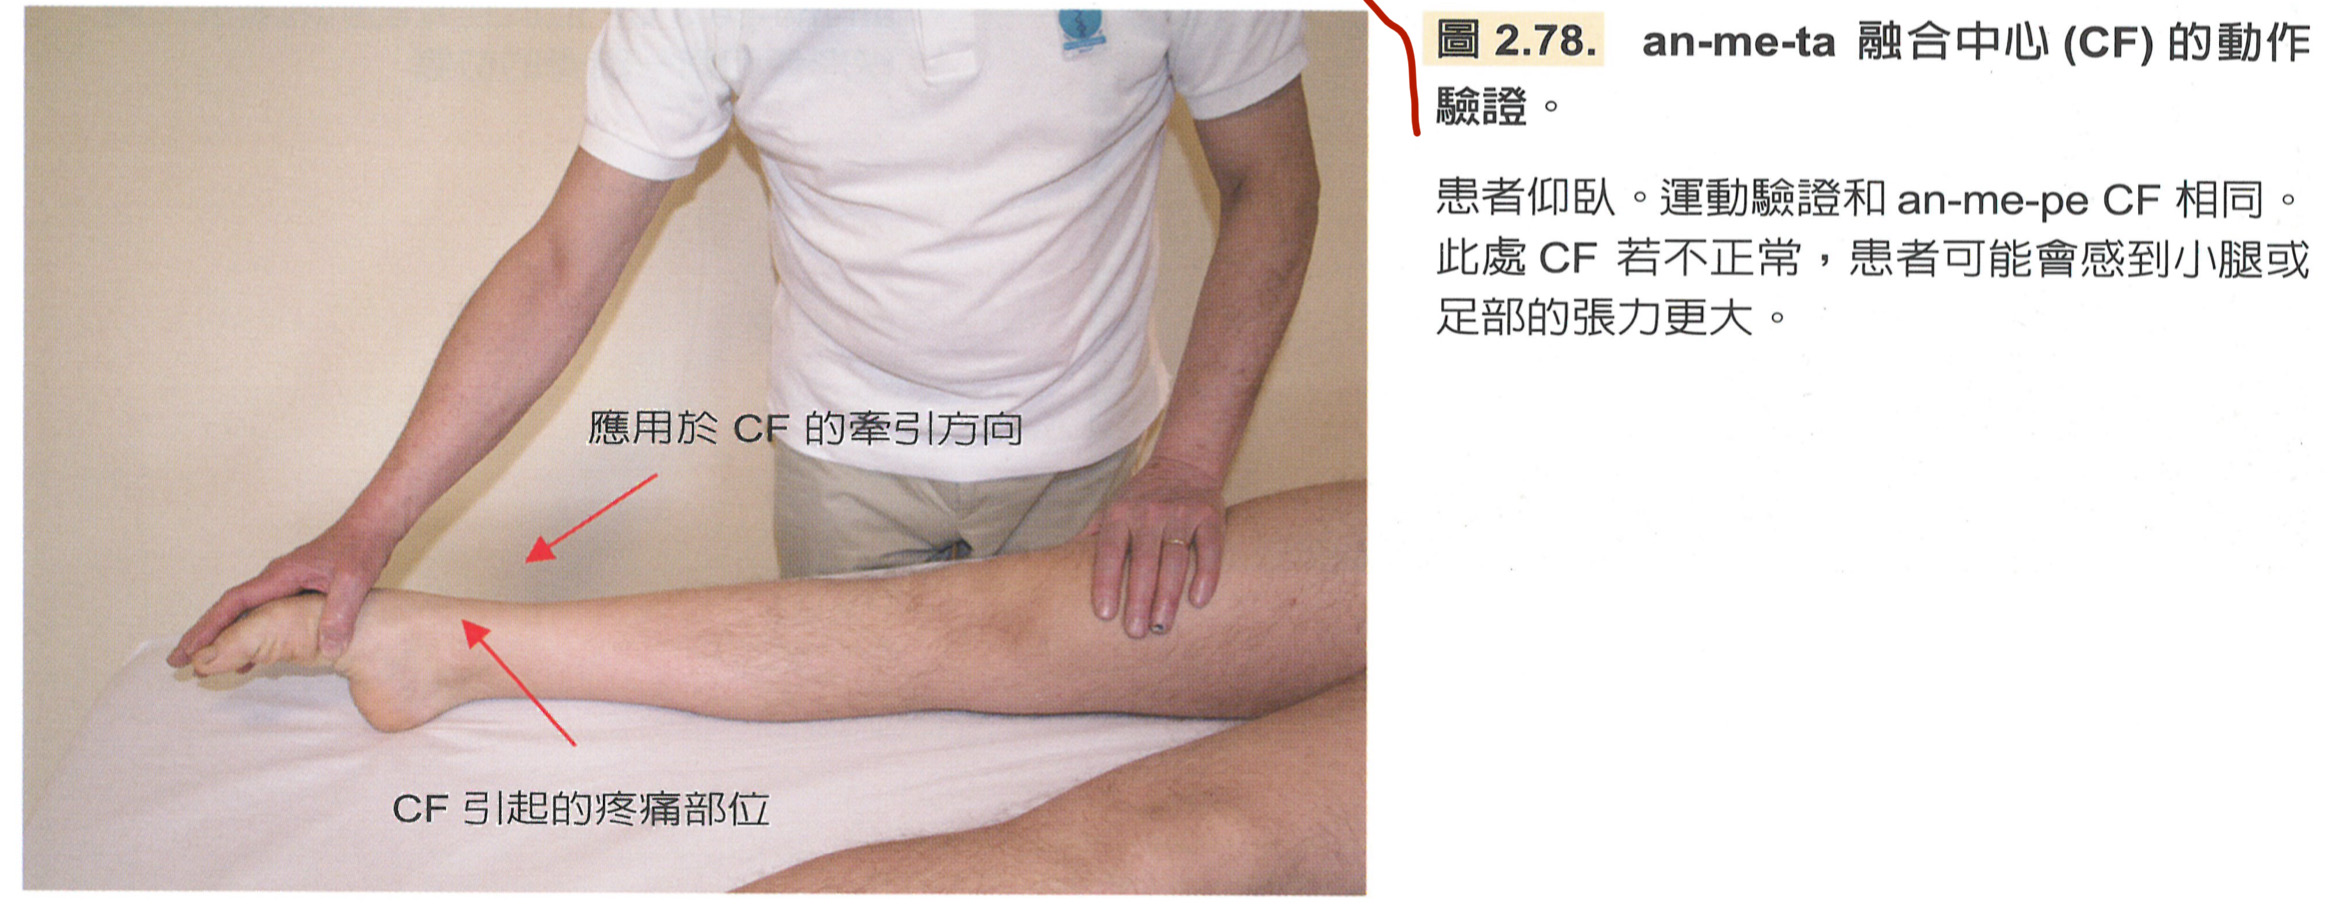 圖 2.78. an-me-ta 融合中心 (CF) 的動作
驗證。
患者仰臥。運動驗證和 an-me-pe CF 相同。
此處 CF 若不正常，患者可能會感到小腿或
足部的張力更大。
應用於 CF 的牽引方向
CF 引起的疼痛部位